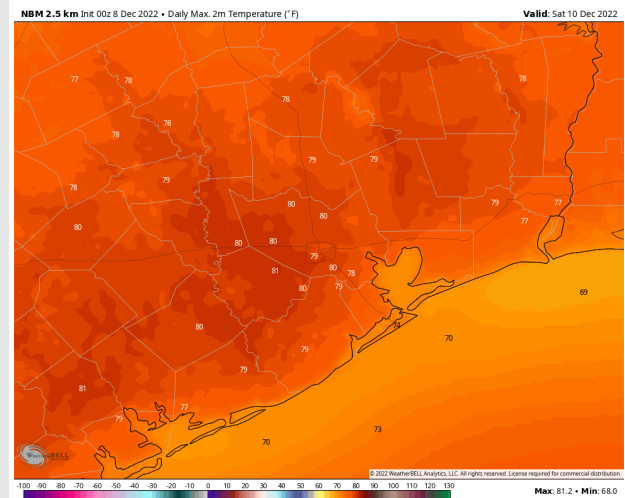 NBM 2.5 km Init 00z 8 Dec 2022 • Daily Max. 2m Temperature (°F) Valid: Sat 10 Dec 2022
77 78 78
78
78 78
79 79
79
78 79 77
80 80 77
80
80 80
79
81 80 78
80 79
69
80 74 70
79
79
81
77
79 73
70
WeatherBELL
© 2022 WeatherBELL Analytics, LLC. All rights reserved. License required for commercial distribution.
-100 -90 -80 -70 -60 -50 -40 -30 -20 -10 0 10 20 30 40 50 60 70 80 90 100 110 120 130
Max: 81.2 • Min: 68.0